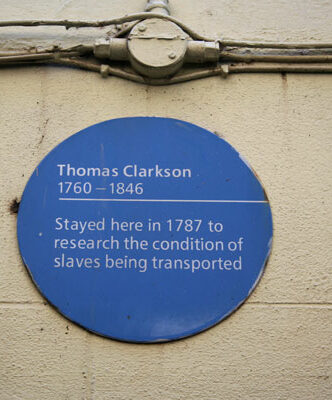 Thomas Clarkson
1760 – 1846
Stayed here in 1787 to
research the condition of
slaves being transported